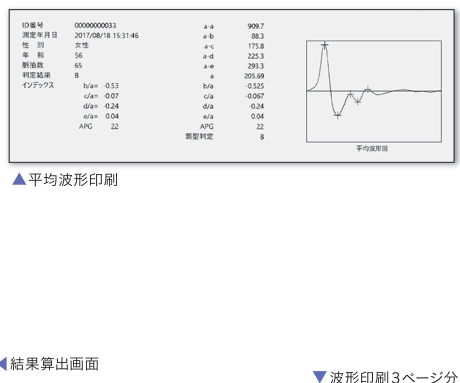 ID番号 00000000033
測定年月日 2017/08/18 15:31:46
性 別 女性
年 齢 56
脈拍数 65
判定結果 8
インデックス b/a= -0.53
c/a= -0.07
d/a= -0.24
e/a= 0.04
APG 22
a-a 909.7
a-b 88.3
a-c 175.8
a-d 225.3
a-e 293.3
a 205.69
b/a -0.525
c/a -0.067
d/a -0.24
e/a 0.04
APG 22
類型判定 8
平均波形図
▲平均波形印刷
◀結果算出画面
▼波形印刷3ページ分